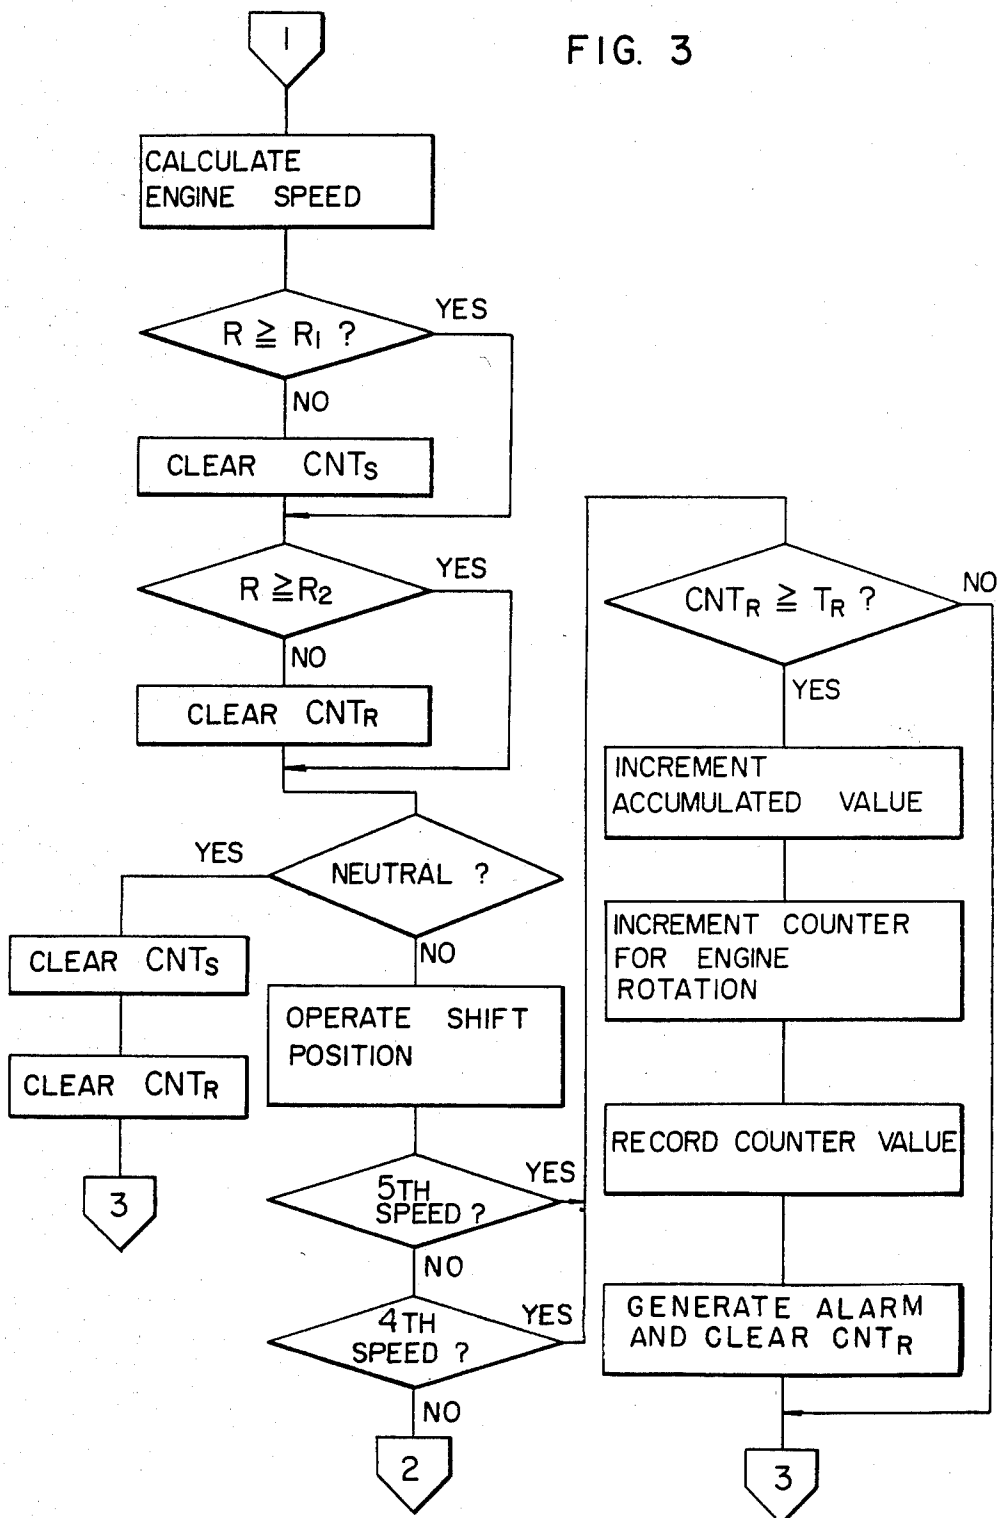 1
FIG. 3
CALCULATE
ENGINE SPEED
R ≧ R1 ?
YES
NO
CLEAR CNTS
R ≧ R2
YES
NO
CLEAR CNTR
NEUTRAL ?
YES
NO
CLEAR CNTS
CLEAR CNTR
3
OPERATE SHIFT
POSITION
5TH
SPEED ?
YES
NO
4TH
SPEED ?
YES
NO
2
CNTR ≧ TR ?
NO
YES
INCREMENT
ACCUMULATED VALUE
INCREMENT COUNTER
FOR ENGINE
ROTATION
RECORD COUNTER VALUE
GENERATE ALARM
AND CLEAR CNTR
3